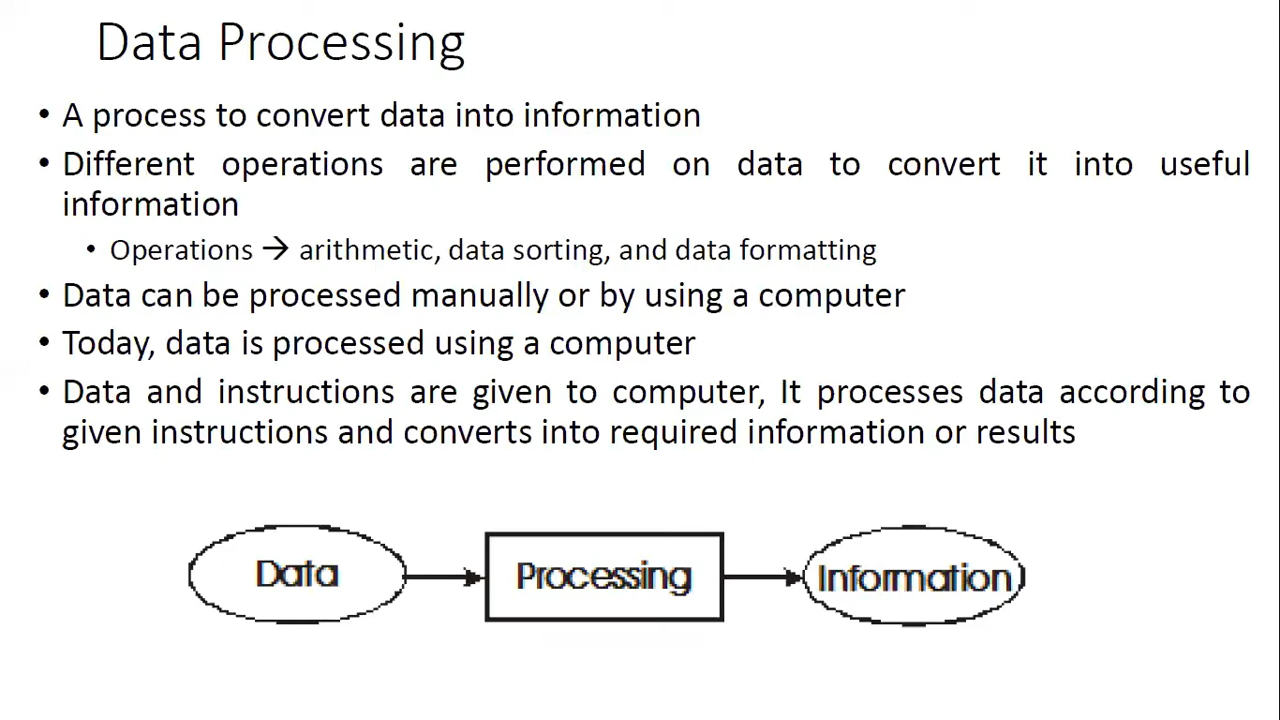 Data Processing
• A process to convert data into information
• Different operations are performed on data to convert it into useful
information
• Operations → arithmetic, data sorting, and data formatting
• Data can be processed manually or by using a computer
• Today, data is processed using a computer
• Data and instructions are given to computer, It processes data according to
given instructions and converts into required information or results
Data
Processing
Information